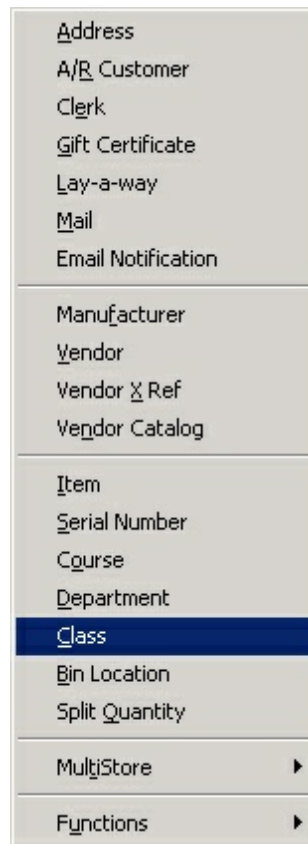 Address
A/R Customer
Clerk
Gift Certificate
Lay-a-way
Mail
Email Notification
Manufacturer
Vendor
Vendor X Ref
Vendor Catalog
Item
Serial Number
Course
Department
Class
Bin Location
Split Quantity
MultiStore
Functions